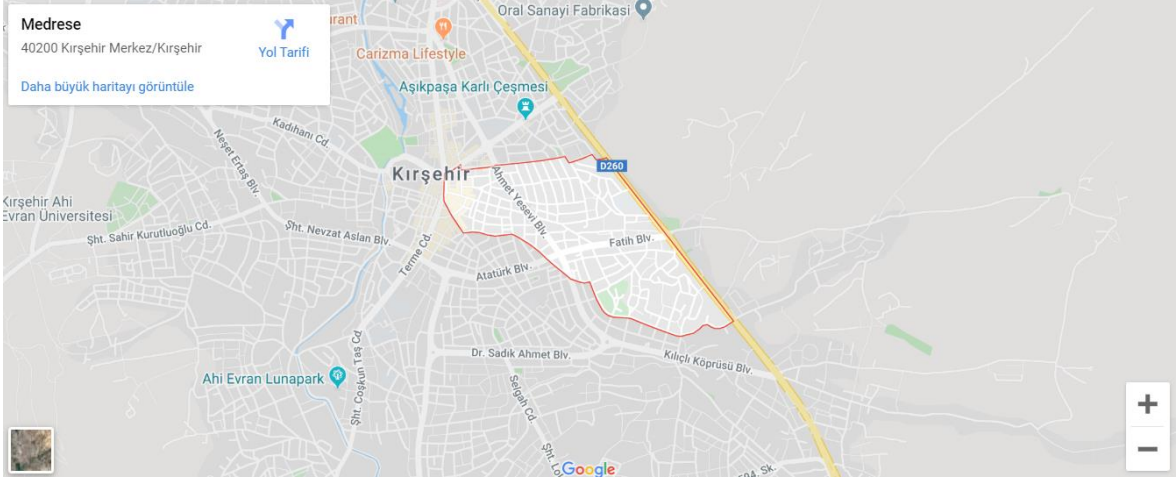 Medrese
40200 Kırşehir Merkez/Kırşehir
Yol Tarifi
Daha büyük haritayı görüntüle
Oral Sanayi Fabrikası
Carizma Lifestyle
Aşıkpaşa Karlı Çeşmesi
Kadıhanı Cd.
Neşet Ertaş Blv.
D260
Kırşehir
Ahmet Yesevi Blv.
Kırşehir Ahi
Evran Üniversitesi
Şht. Sahir Kurutluoğlu Cd.
Şht. Nevzat Aslan Blv.
Terme Cd.
Fatih Blv.
Atatürk Blv.
Dr. Sadık Ahmet Blv.
Kılıçlı Köprüsü Blv.
Ahi Evran Lunapark
Şht. Coşkun Taş Cd.
Selgah Cd.
Şht.
Google
Sk.